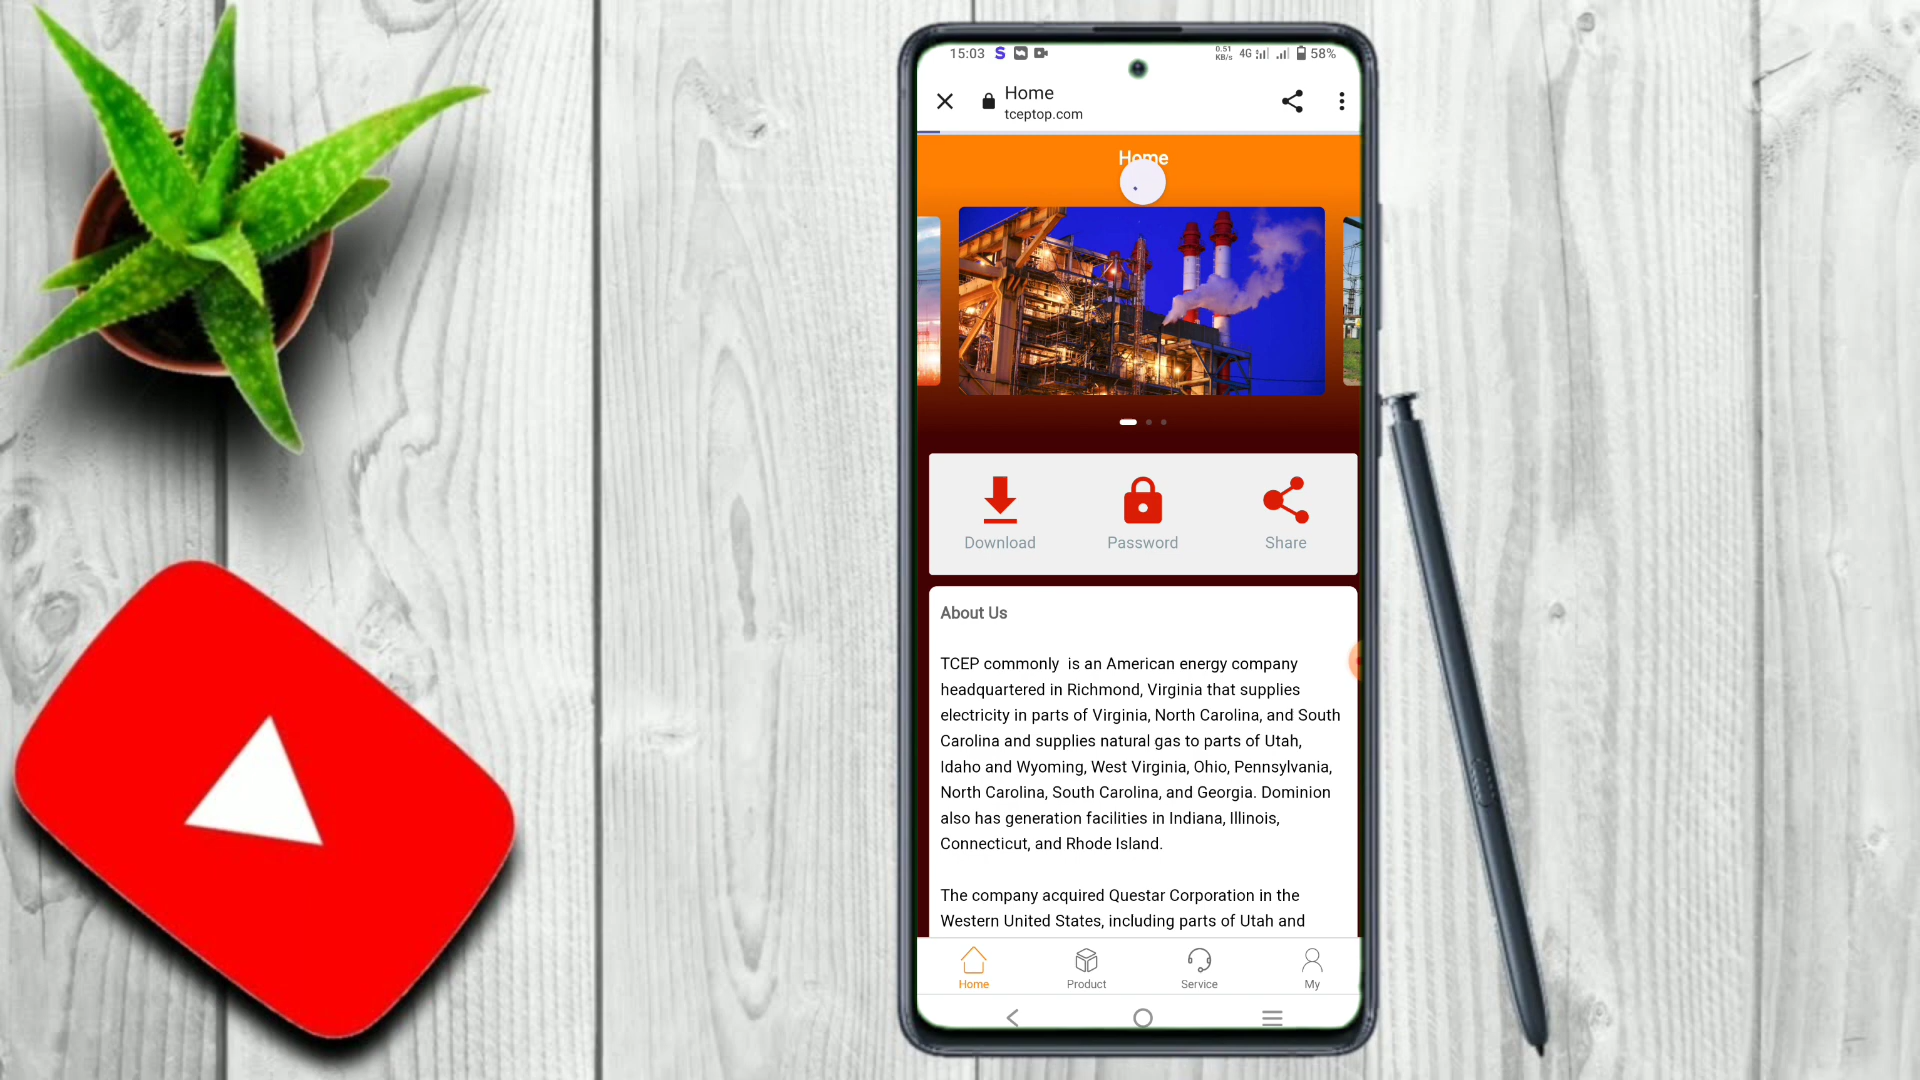 15:03 S 0.51 KB/s 4G 58%
Home
tceptop.com
Home
Download Password Share
About Us
TCEP commonly  is an American energy company
headquartered in Richmond, Virginia that supplies
electricity in parts of Virginia, North Carolina, and South
Carolina and supplies natural gas to parts of Utah,
Idaho and Wyoming, West Virginia, Ohio, Pennsylvania,
North Carolina, South Carolina, and Georgia. Dominion
also has generation facilities in Indiana, Illinois,
Connecticut, and Rhode Island.
The company acquired Questar Corporation in the
Western United States, including parts of Utah and
Home Product Service My